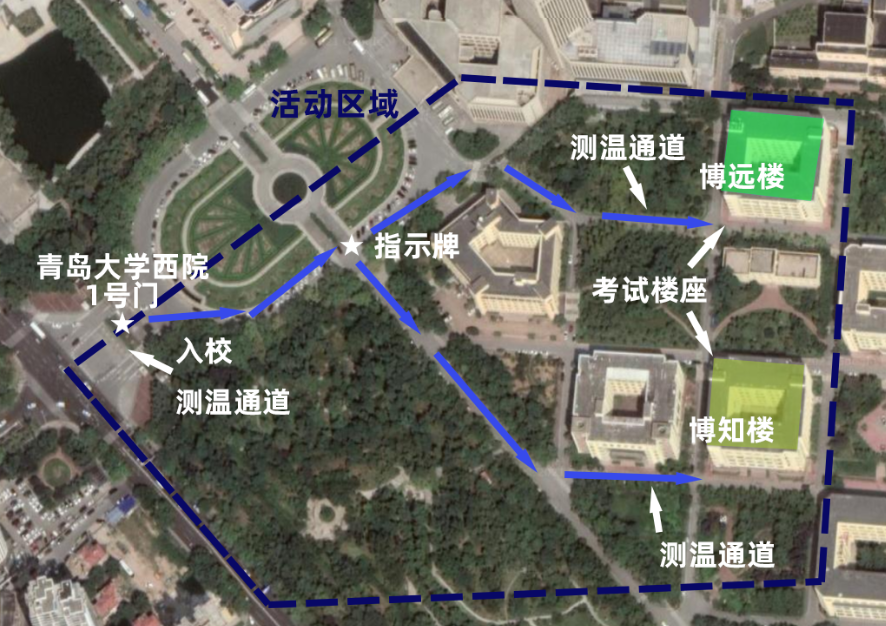 活动区域
测温通道
博远楼
指示牌
青岛大学西院
1号门
考试楼座
入校
测温通道
博知楼
测温通道